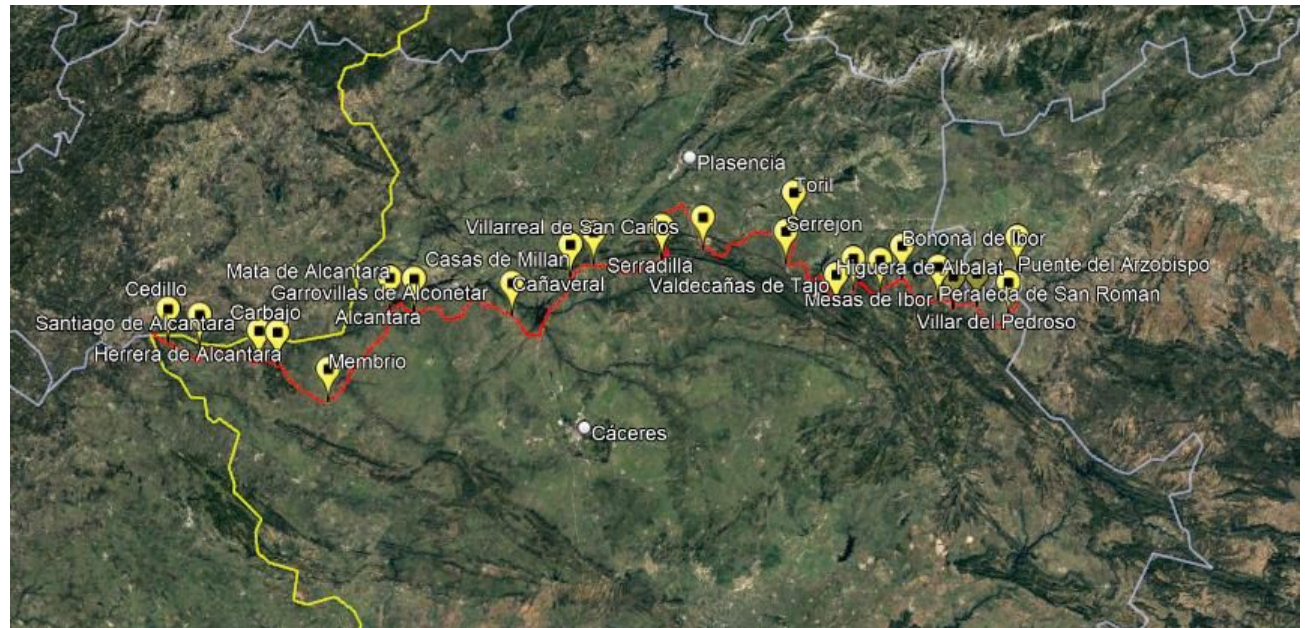 Plasencia
Toril
Villarreal de San Carlos
Serrejon
Bohonal de Ibor
Casas de Millan
Serradilla
Higuera de Albalat
Puente del Arzobispo
Mata de Alcantara
Cañaveral
Valdecañas de Tajo
Cedillo
Garrovillas de Alconetar
Mesas de Ibor
Peraleda de San Roman
Santiago de Alcantara
Carbajo
Alcantara
Villar del Pedroso
Herrera de Alcantara
Membrio
Cáceres